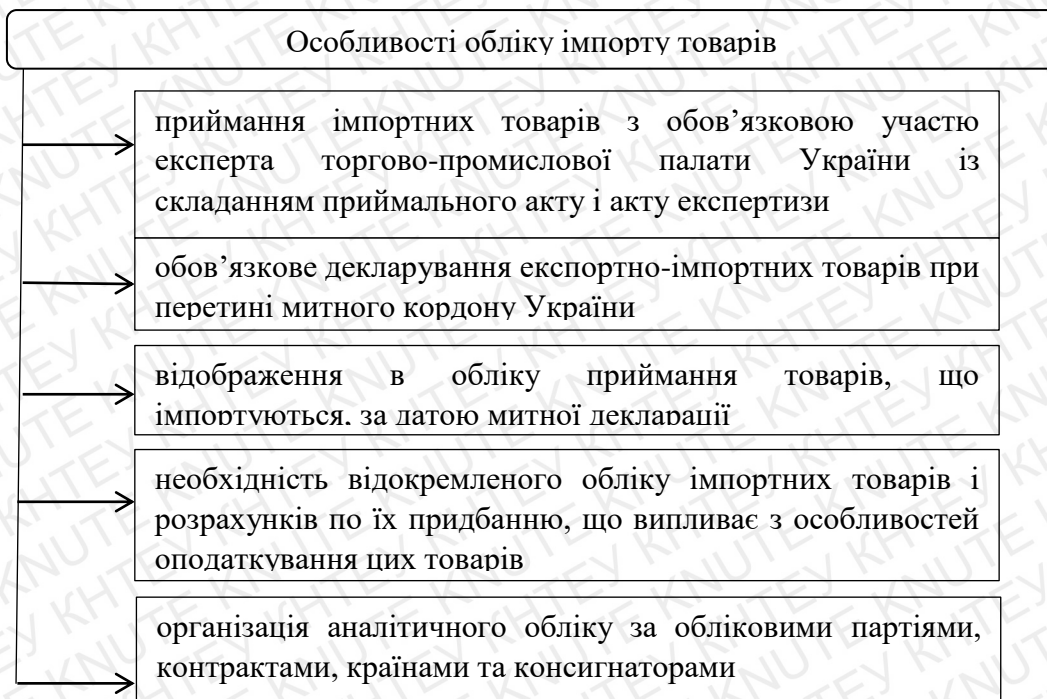 Особливості обліку імпорту товарів
приймання імпортних товарів з обов’язковою участю
експерта торгово-промислової палати України із
складанням приймального акту і акту експертизи
обов’язкове декларування експортно-імпортних товарів при
перетині митного кордону України
відображення в обліку приймання товарів, що
імпортуються, за датою митної декларації
необхідність відокремленого обліку імпортних товарів і
розрахунків по їх придбанню, що випливає з особливостей
оподаткування цих товарів
організація аналітичного обліку за обліковими партіями,
контрактами, країнами та консигнаторами